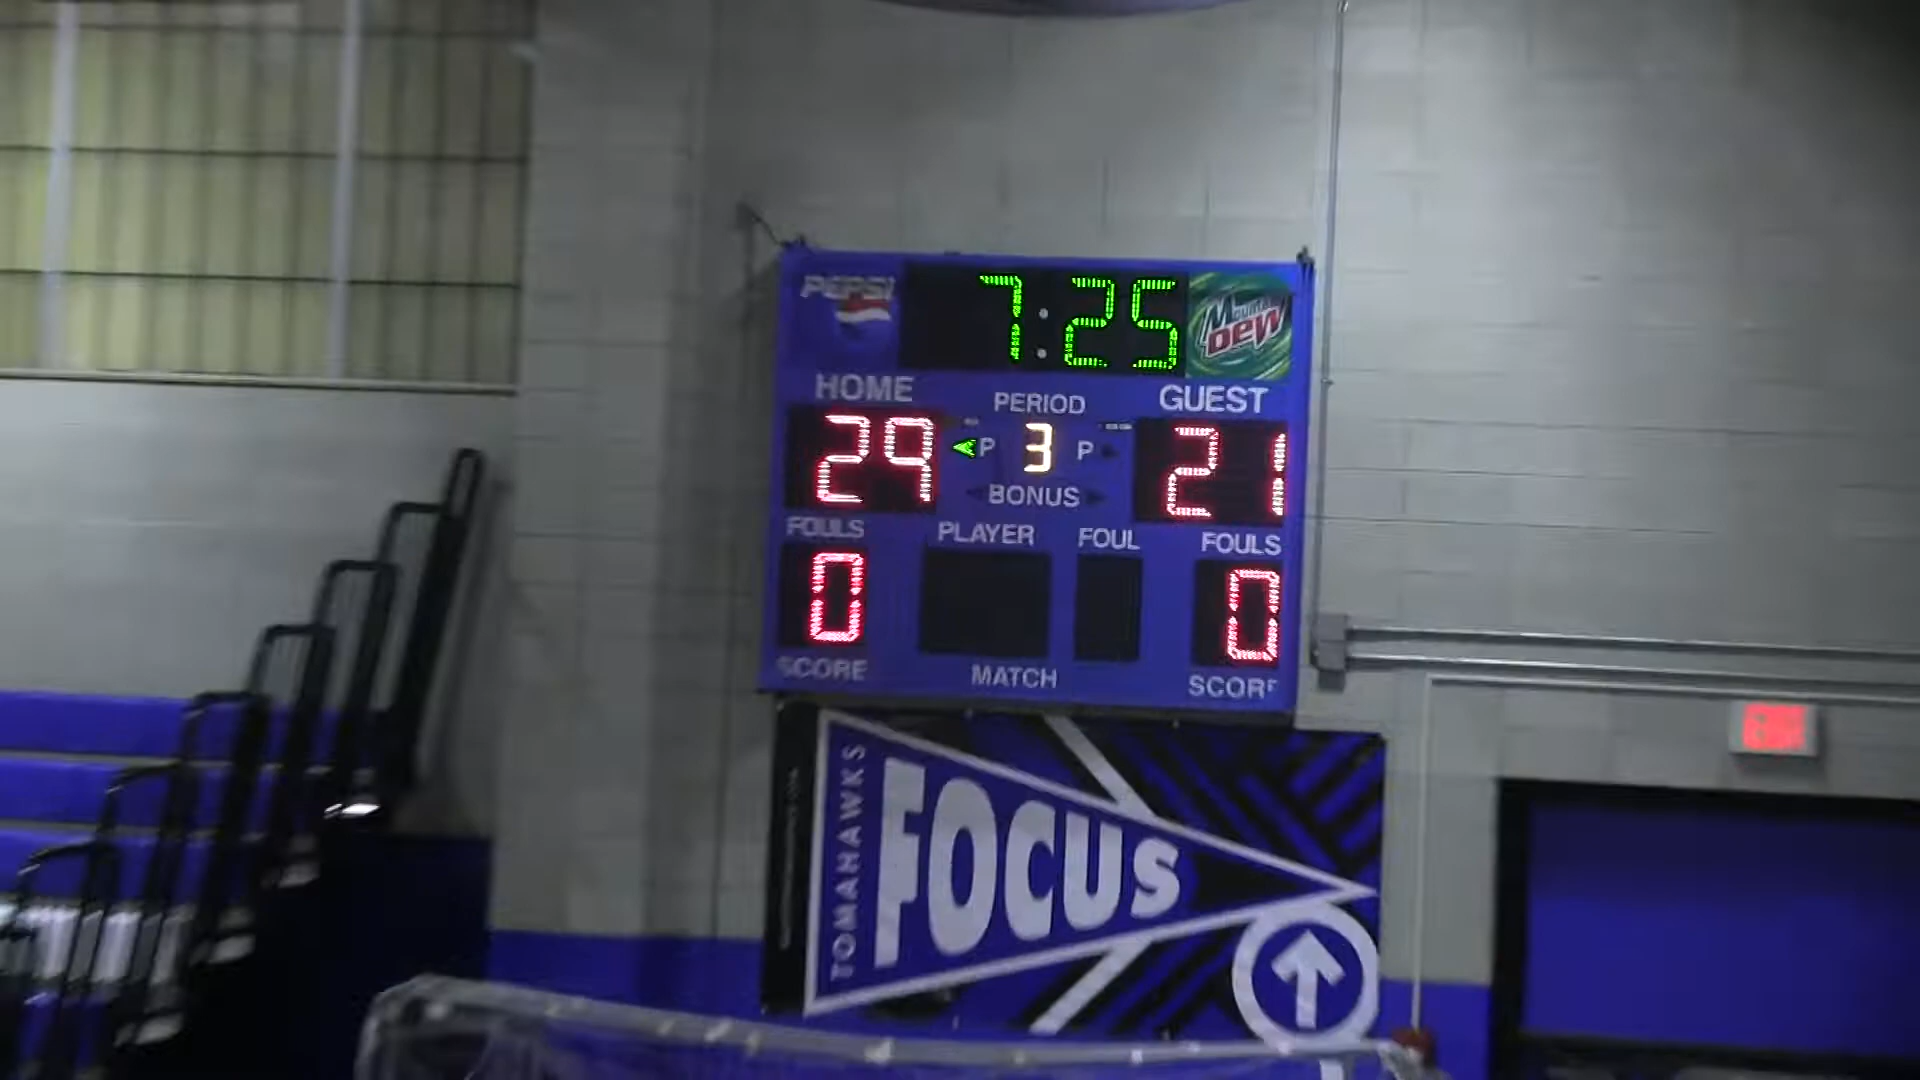 PEPSI
7:25
Mountain
DEW
HOME
PERIOD
GUEST
29
P
3
P
21
BONUS
FOULS
PLAYER
FOUL
FOULS
0
0
SCORE
MATCH
SCORE
TOMAHAWKS
FOCUS